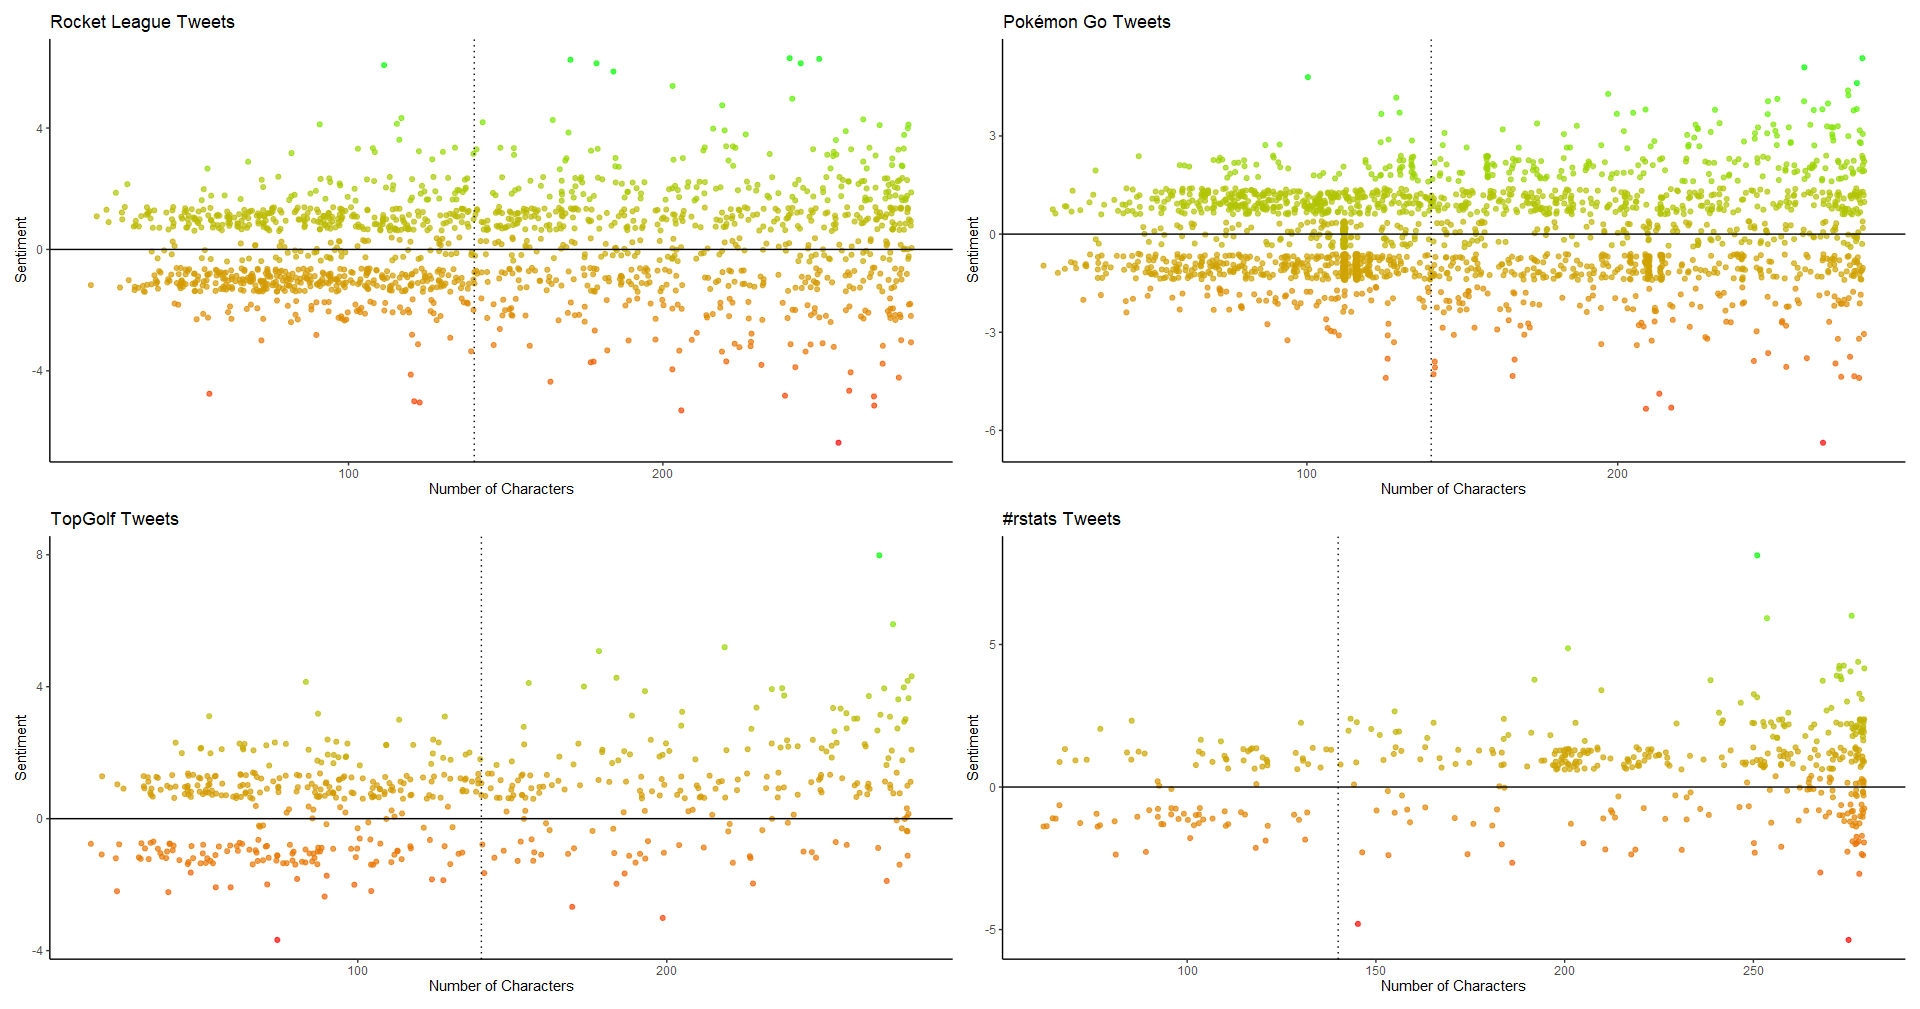 Rocket League Tweets
Sentiment
4
0
-4
100 200
Number of Characters
Pokémon Go Tweets
Sentiment
3
0
-3
-6
100 200
Number of Characters
TopGolf Tweets
Sentiment
8
4
0
-4
100 200
Number of Characters
#rstats Tweets
Sentiment
5
0
-5
100 150 200 250
Number of Characters